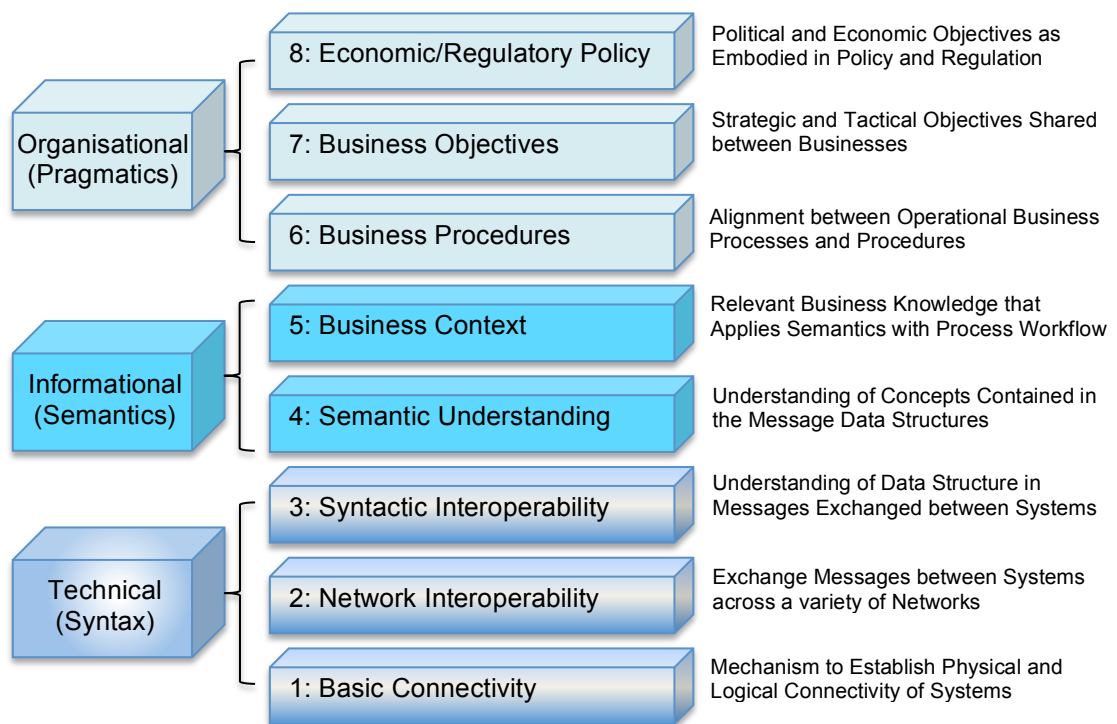 Organisational
(Pragmatics)
8: Economic/Regulatory Policy
Political and Economic Objectives as
Embodied in Policy and Regulation
7: Business Objectives
Strategic and Tactical Objectives Shared
between Businesses
6: Business Procedures
Alignment between Operational Business
Processes and Procedures
Informational
(Semantics)
5: Business Context
Relevant Business Knowledge that
Applies Semantics with Process Workflow
4: Semantic Understanding
Understanding of Concepts Contained in
the Message Data Structures
Technical
(Syntax)
3: Syntactic Interoperability
Understanding of Data Structure in
Messages Exchanged between Systems
2: Network Interoperability
Exchange Messages between Systems
across a variety of Networks
1: Basic Connectivity
Mechanism to Establish Physical and
Logical Connectivity of Systems